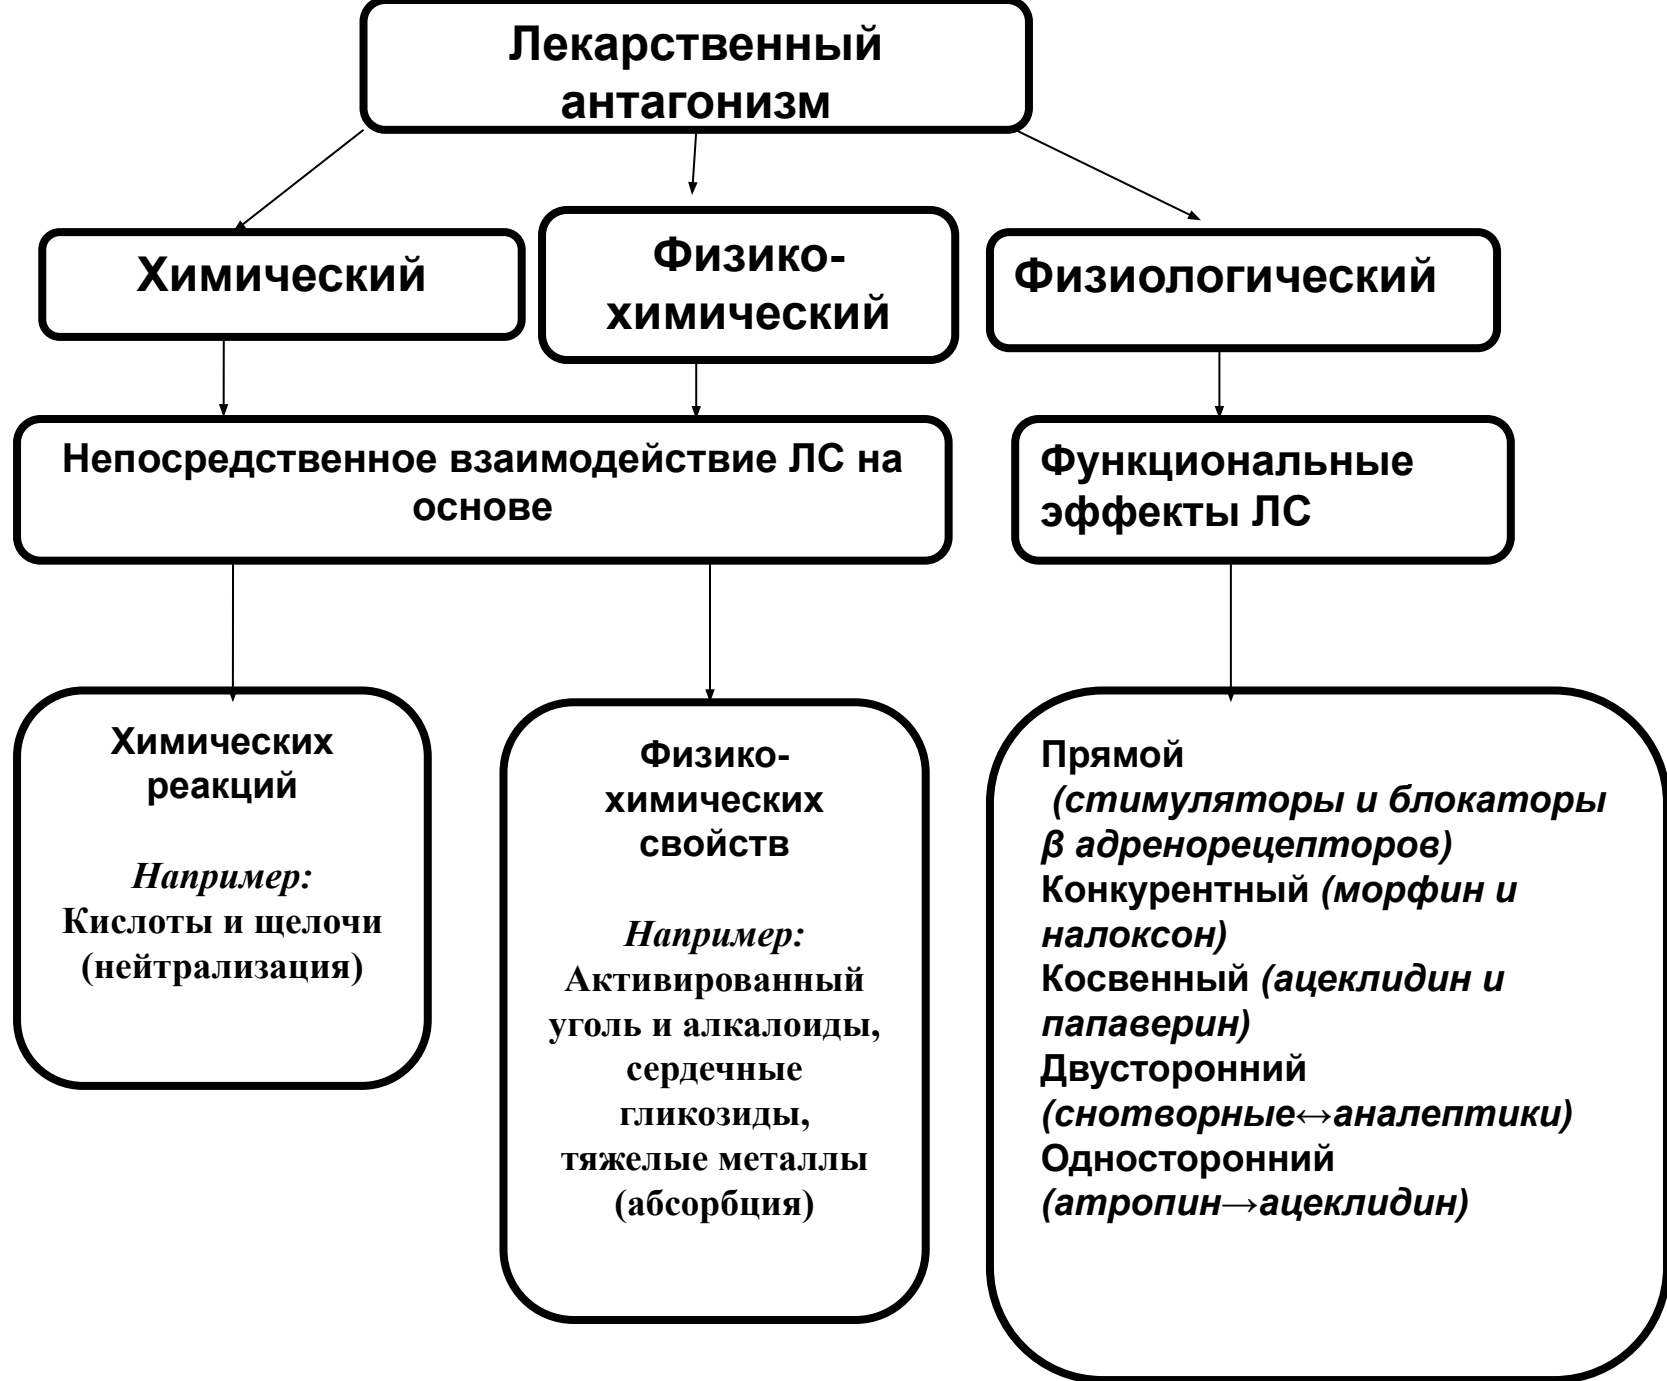 Лекарственный
антагонизм
Химический
Физико-
химический
Физиологический
Непосредственное взаимодействие ЛС на
основе
Функциональные
эффекты ЛС
Химических
реакций
Например:
Кислоты и щелочи
(нейтрализация)
Физико-
химических
свойств
Например:
Активированный
уголь и алкалоиды,
сердечные
гликозиды,
тяжелые металлы
(абсорбция)
Прямой
(стимуляторы и блокаторы
β адренорецепторов)
Конкурентный (морфин и
налоксон)
Косвенный (ацеклидин и
папаверин)
Двусторонний
(снотворные↔аналептики)
Односторонний
(атропин→ацеклидин)